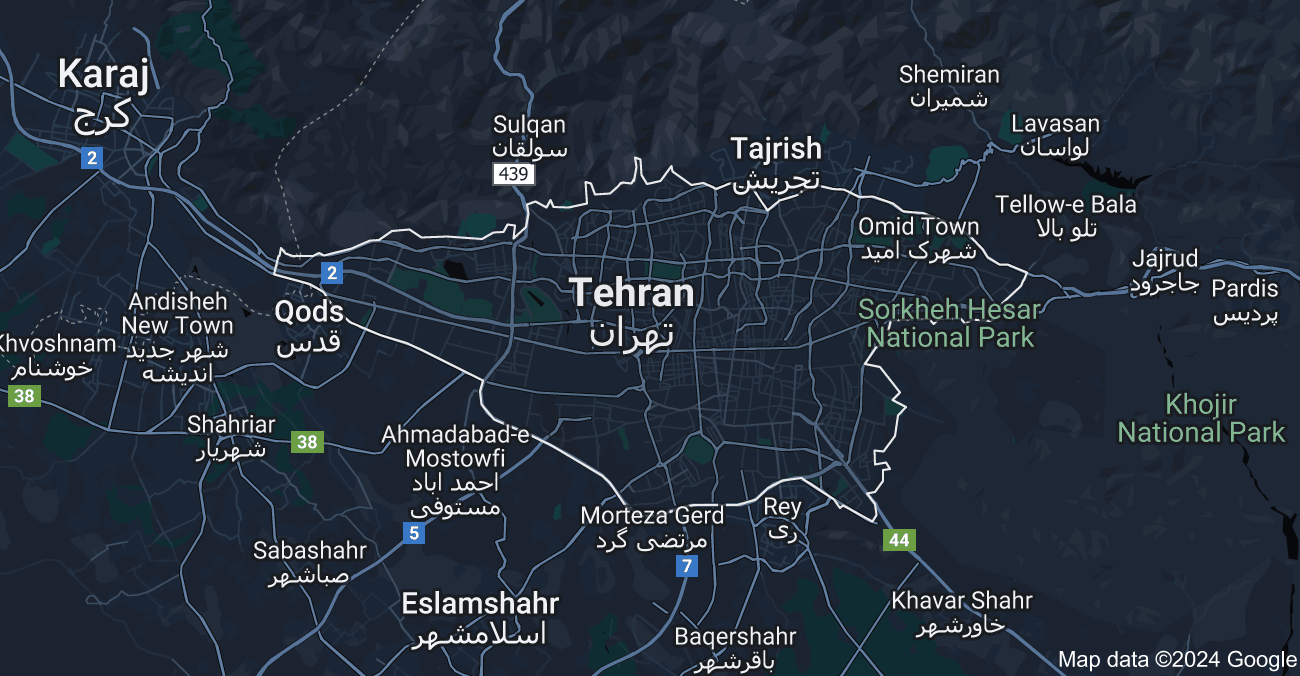 Karaj
کرج
2
Sulqan
سولقان
439
Tajrish
تجریش
Shemiran
شمیران
Lavasan
لواسان
Tellow-e Bala
تلو بالا
Omid Town
شهرک امید
Jajrud
جاجرود
Pardis
پردیس
2
Qods
قدس
Tehran
تهران
Sorkheh Hesar
National Park
Andisheh
New Town
شهر جدید
اندیشه
Khvoshnam
خوشنام
38
Shahriar
شهریار
38
Ahmadabad-e
Mostowfi
احمد اباد
مستوفی
5
Khojir
National Park
Morteza Gerd
مرتضی گرد
7
Rey
ری
44
Sabashahr
صباشهر
Eslamshahr
اسلامشهر
Baqershahr
باقرشهر
Khavar Shahr
خاورشهر
Map data ©2024 Google